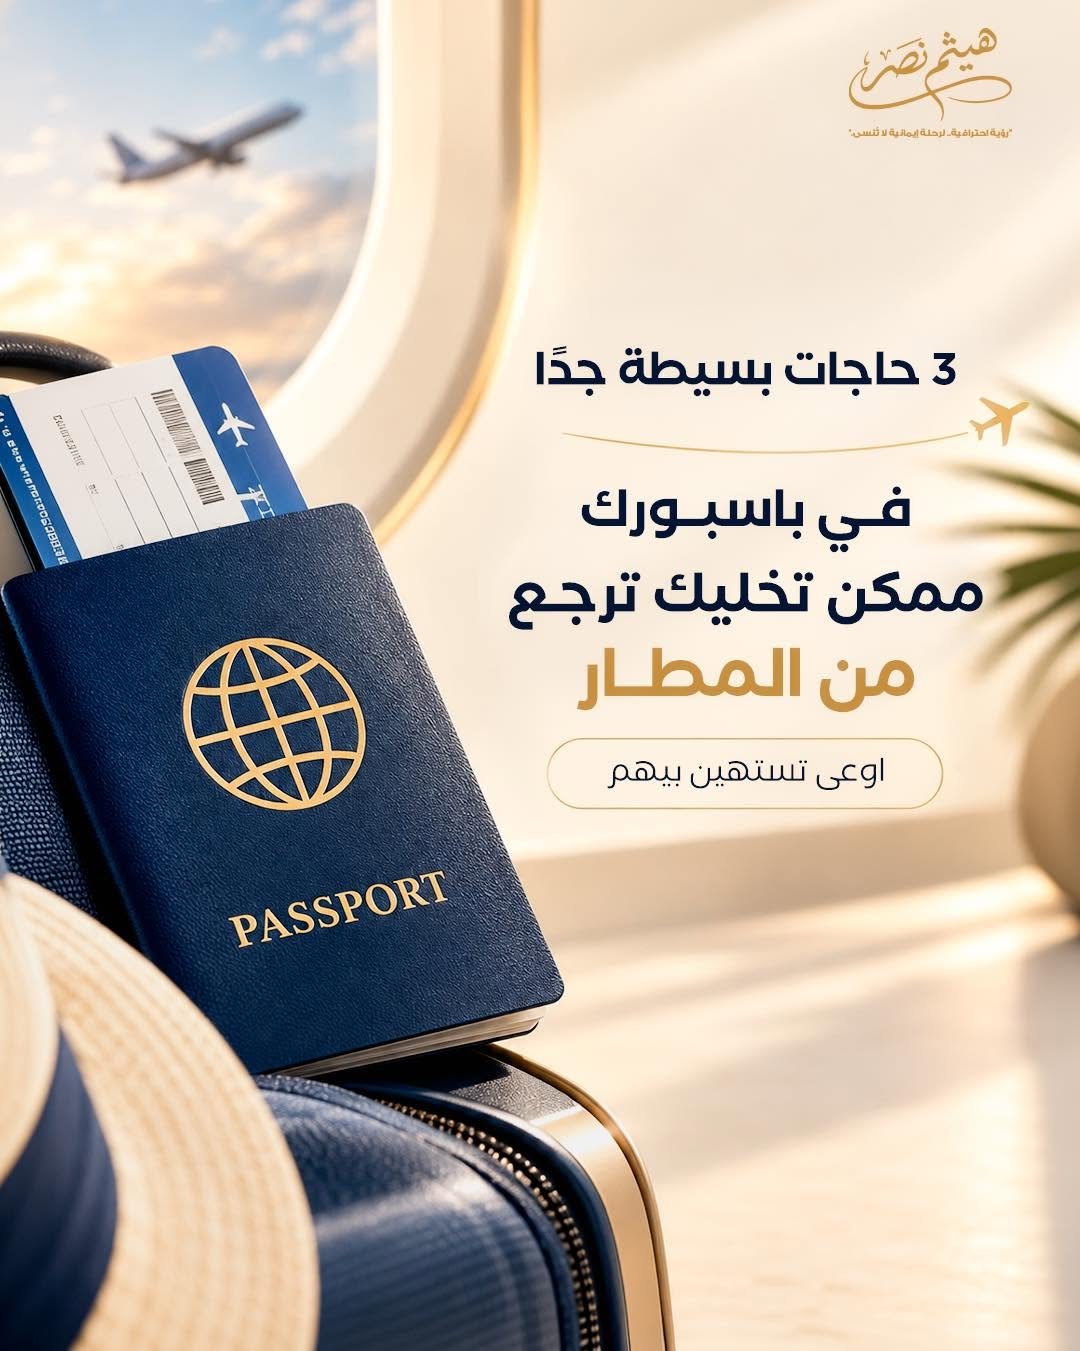 هيثم نصر
"رؤية احترافية.. لرحلة إيمانية لا تُنسى."
3 حاجات بسيطة جدًا
في باسبورك
ممكن تخليك ترجع
من المطار
اوعى تستهين بيهم
PASSPORT